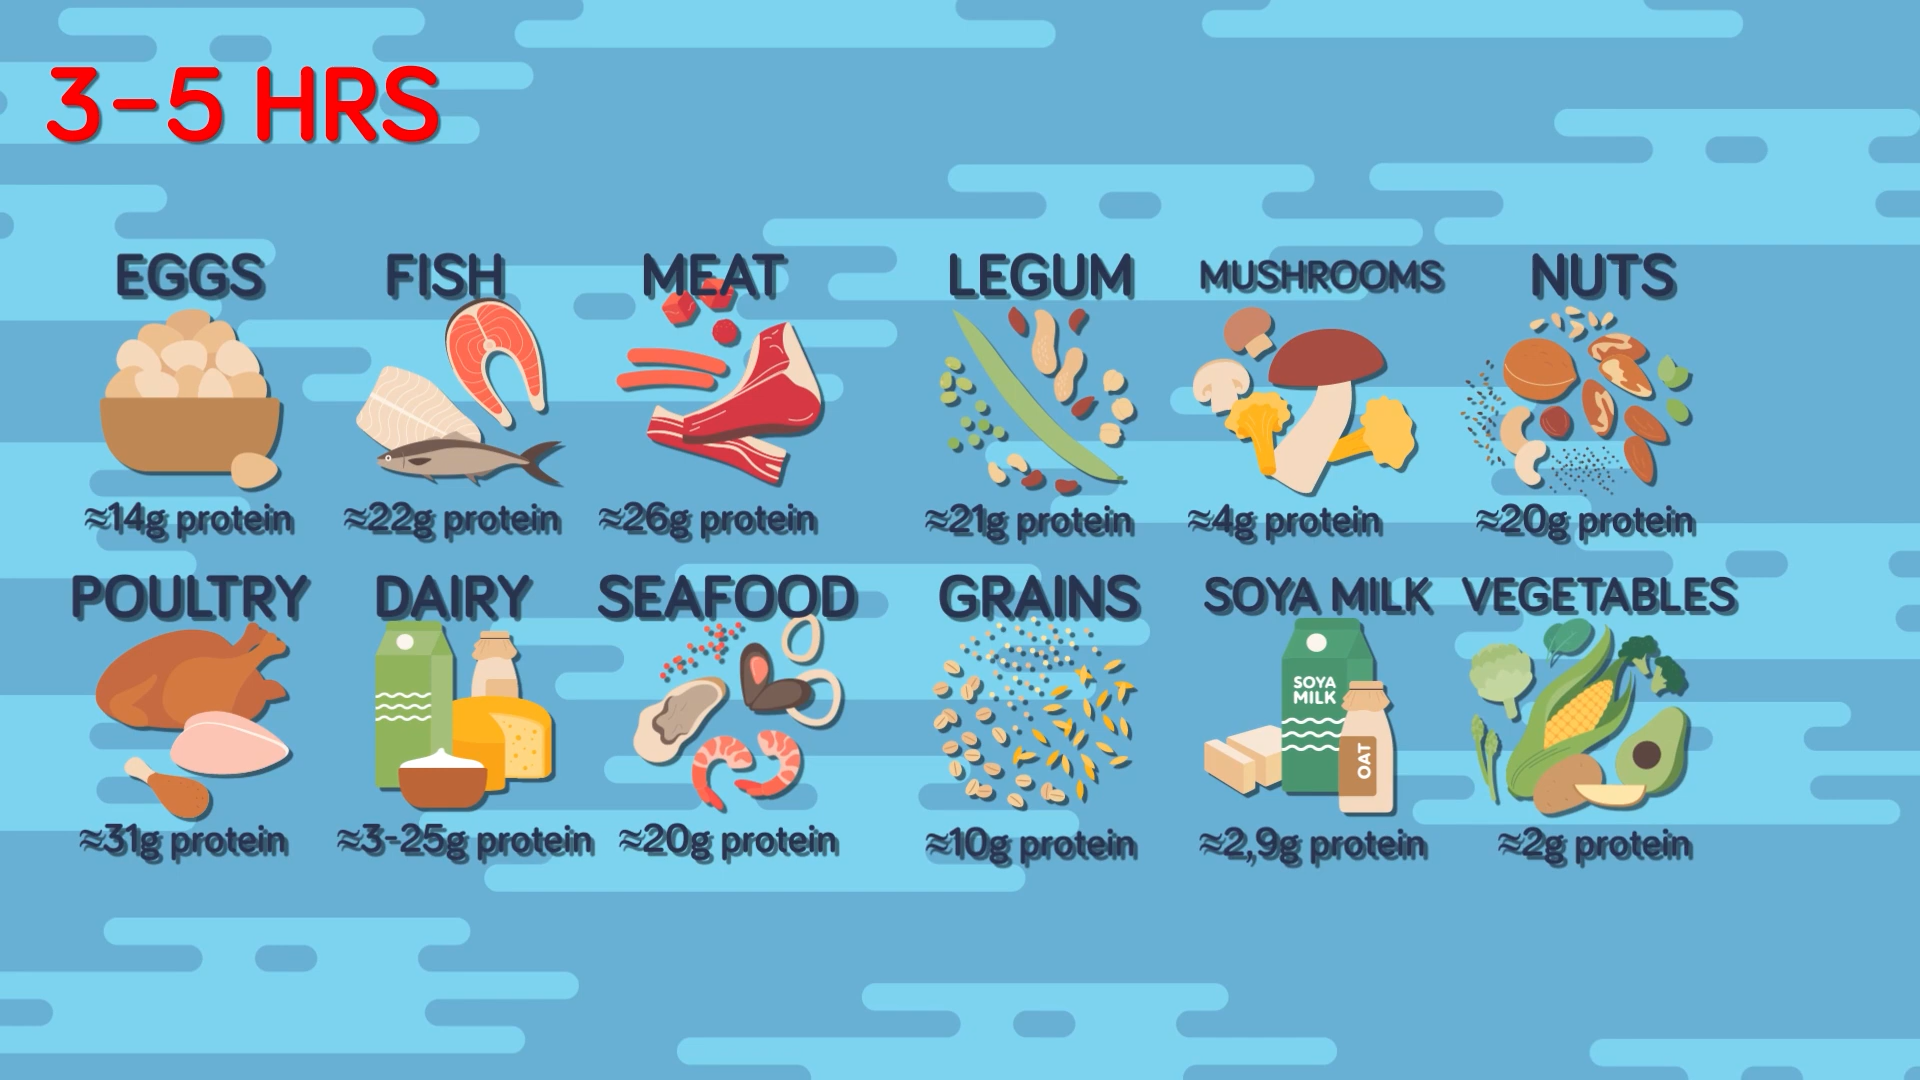 3-5 HRS
EGGS
FISH
MEAT
LEGUM
MUSHROOMS
NUTS
≈14g protein
≈22g protein
≈26g protein
≈21g protein
≈4g protein
≈20g protein
POULTRY
DAIRY
SEAFOOD
GRAINS
SOYA MILK
VEGETABLES
SOYA
MILK
OAT
≈31g protein
≈3-25g protein
≈20g protein
≈10g protein
≈2,9g protein
≈2g protein